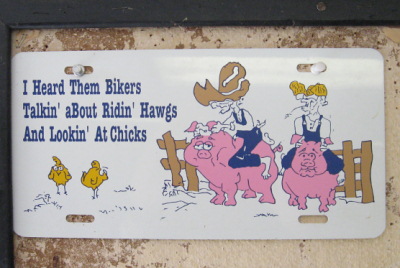 I Heard Them Bikers
Talkin' aBout Ridin' Hawgs
And Lookin' At Chicks